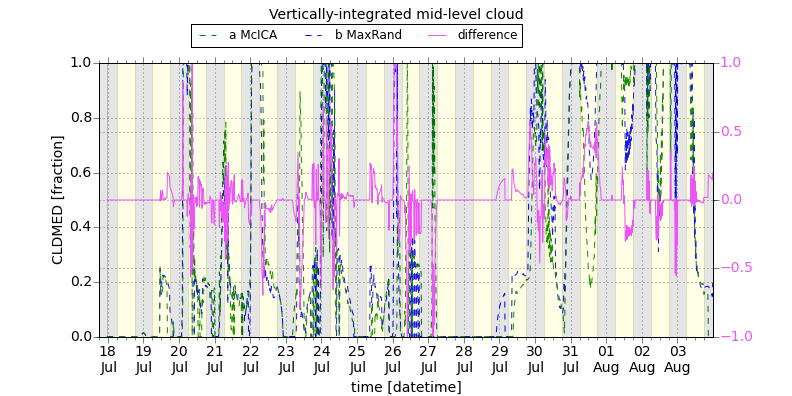 Vertically-integrated mid-level cloud
a McICA b MaxRand difference
CLDMED [fraction]
1.0
0.8
0.6
0.4
0.2
0.0
1.0
0.5
0.0
−0.5
−1.0
18 19 20 21 22 23 24 25 26 27 28 29 30 31 01 02 03
Jul Jul Jul Jul Jul Jul Jul Jul Jul Jul Jul Jul Jul Jul Aug Aug Aug
time [datetime]